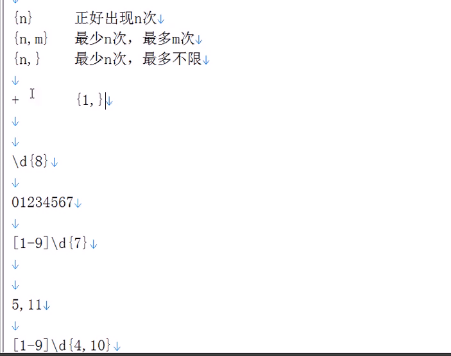 {n} 正好出现n次
{n,m} 最少n次，最多m次
{n,} 最少n次，最多不限
+ {1,}
\d{8}
01234567
[1-9]\d{7}
5,11
[1-9]\d{4,10}